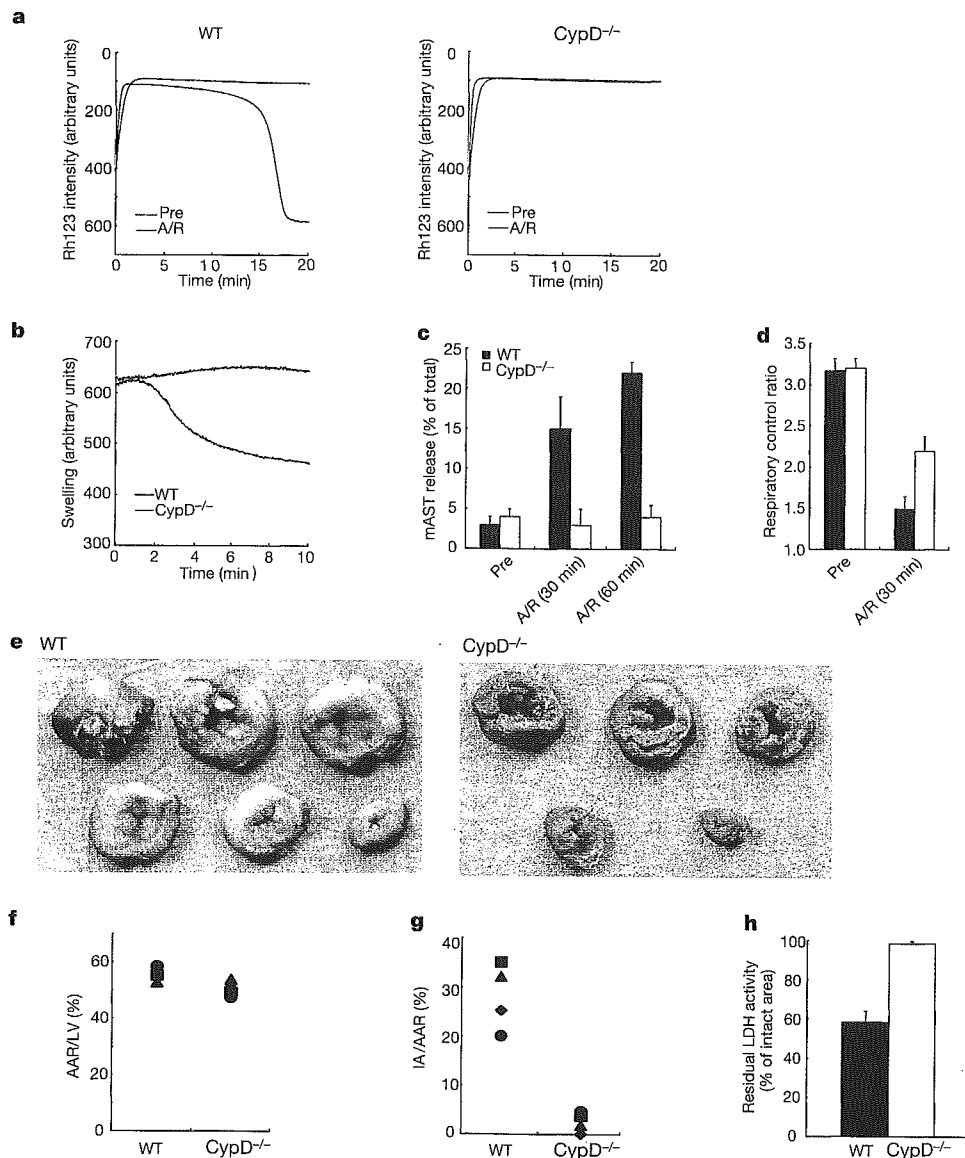 a
WT
CypD–/–
Rh123 intensity (arbitrary units)
0
200
400
600
Pre
A/R
0 5 10 15 20
Time (min)
Rh123 intensity (arbitrary units)
0
200
400
600
Pre
A/R
0 5 10 15 20
Time (min)
b
Swelling (arbitrary units)
700
600
500
400
300
WT
CypD–/–
0 2 4 6 8 10
Time (min)
c
mAST release (% of total)
25
20
15
10
5
0
WT
CypD–/–
Pre
A/R (30 min)
A/R (60 min)
d
Respiratory control ratio
3.5
3.0
2.5
2.0
1.5
1.0
Pre
A/R (30 min)
e
WT
CypD–/–
f
AAR/LV (%)
60
40
20
0
WT CypD–/–
g
IA/AAR (%)
40
30
20
10
0
WT CypD–/–
h
Residual LDH activity
(% of intact area)
100
80
60
40
20
0
WT CypD–/–